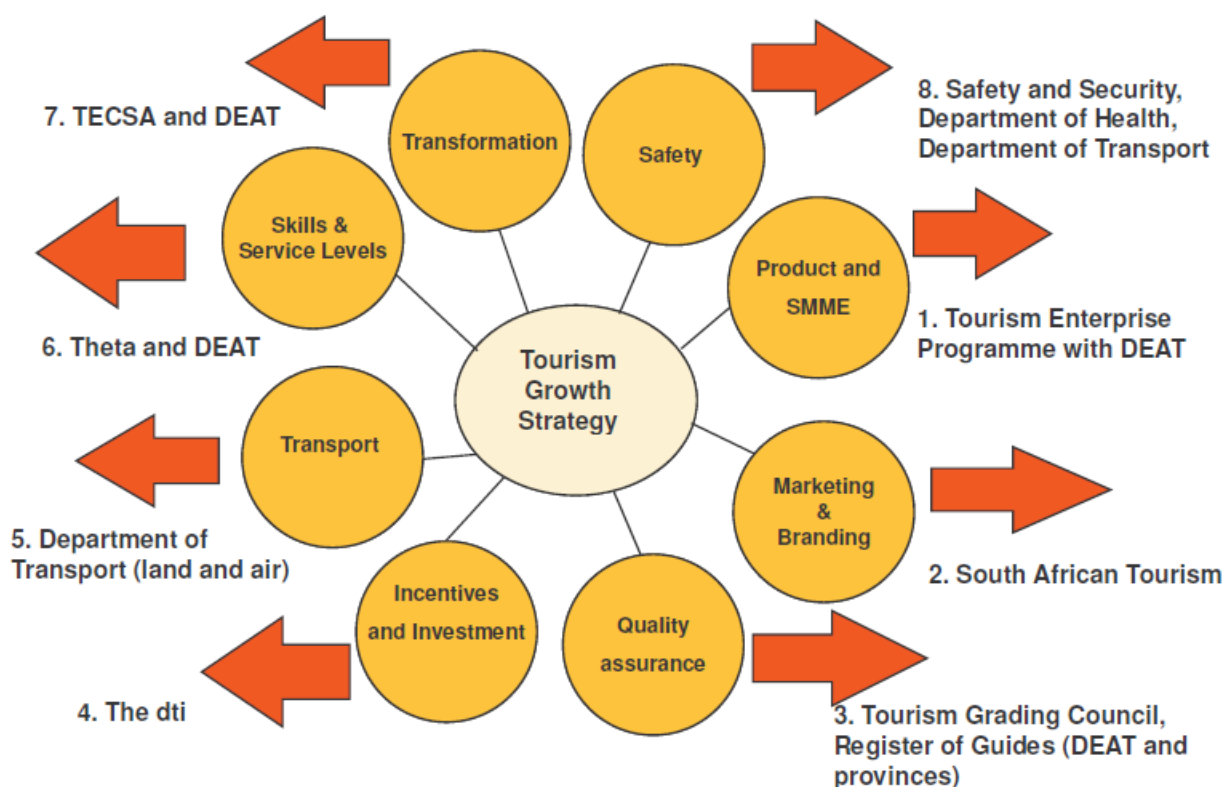 Transformation
Safety
7. TECSA and DEAT
8. Safety and Security,
Department of Health,
Department of Transport
Skills &
Service Levels
Product and
SMME
6. Theta and DEAT
1. Tourism Enterprise
Programme with DEAT
Tourism
Growth
Strategy
Transport
Marketing
&
Branding
5. Department of
Transport (land and air)
2. South African Tourism
Incentives
and Investment
Quality
assurance
4. The dti
3. Tourism Grading Council,
Register of Guides (DEAT and
provinces)